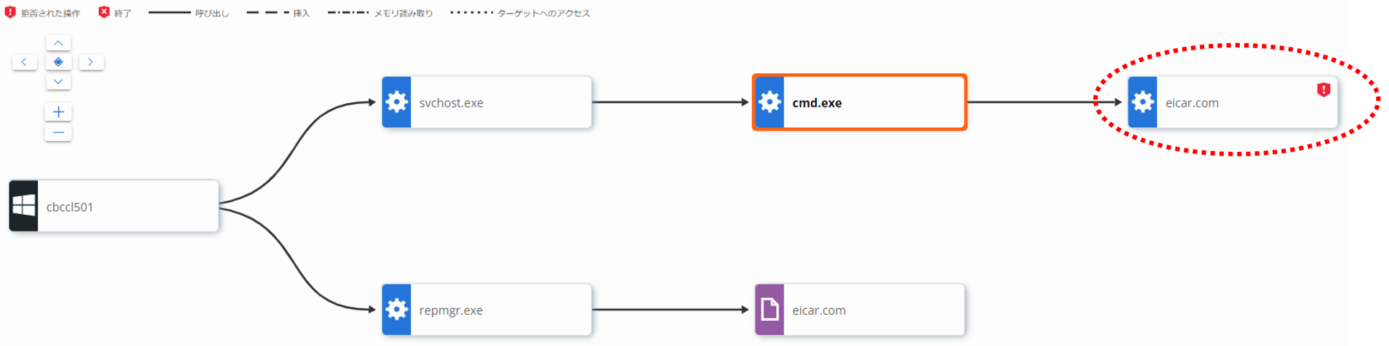 拒否された操作 終了 呼び出し 挿入 メモリ読み取り ターゲットへのアクセス
svchost.exe cmd.exe eicar.com
cbccl501
repmgr.exe eicar.com